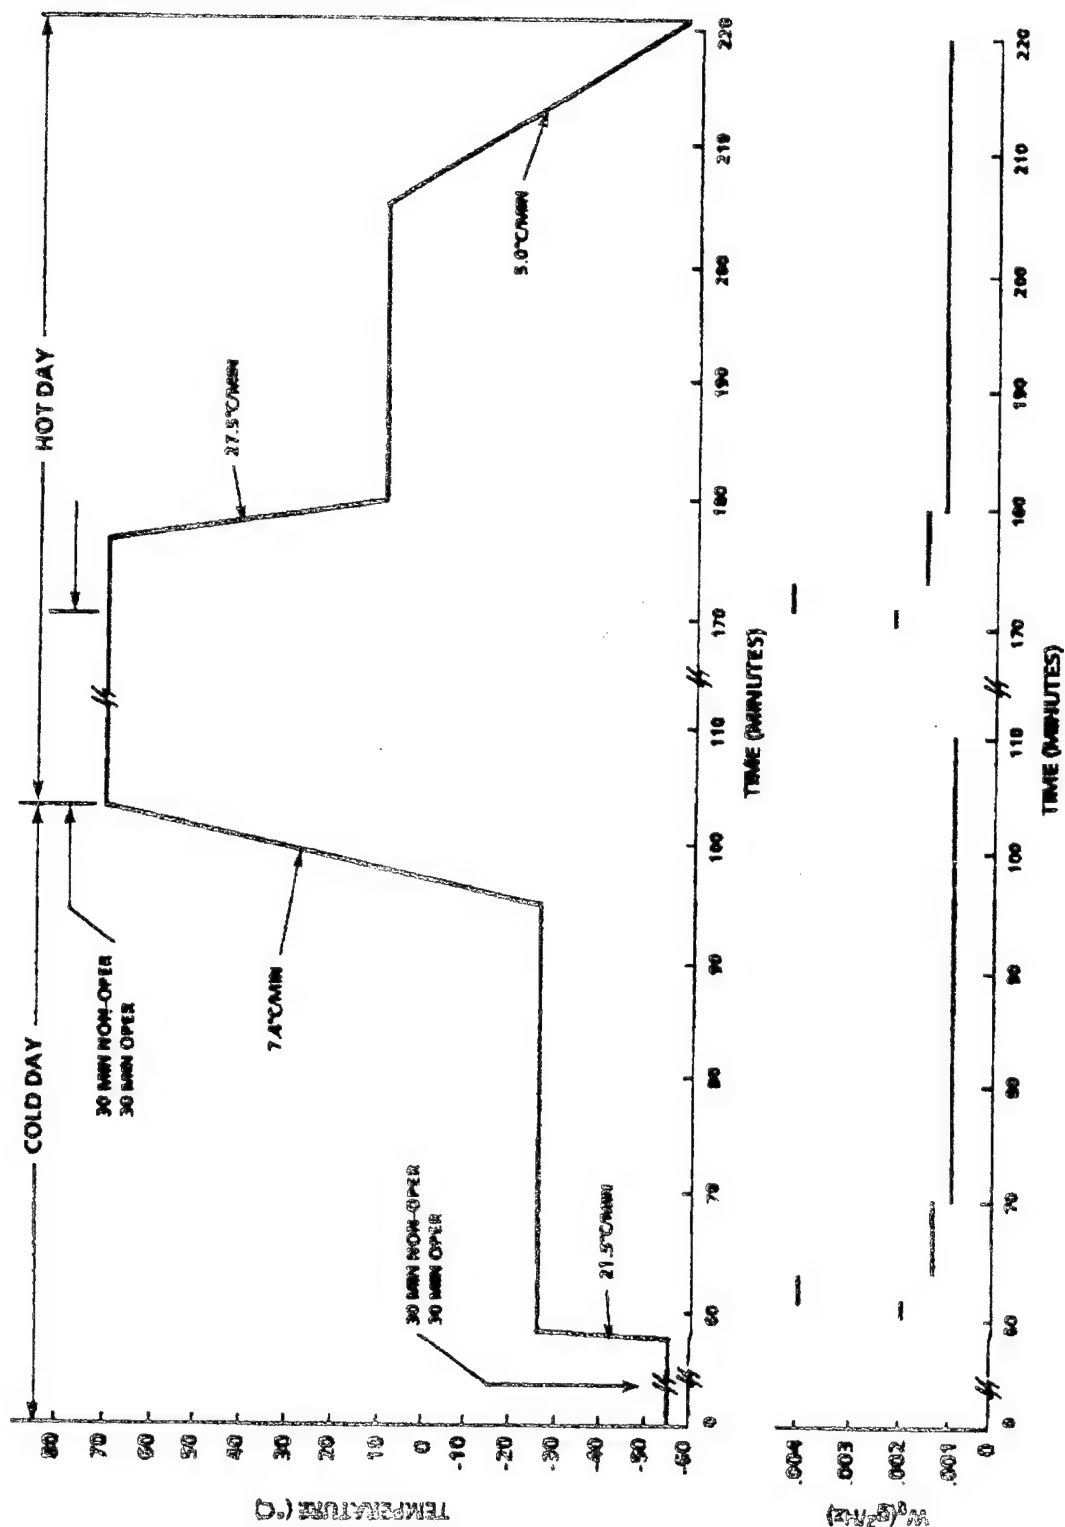 COLD DAY
HOT DAY
30 MIN NON-OPER
30 MIN OPER
7.4°C/MIN
27.5°C/MIN
30 MIN NON-OPER
30 MIN OPER
21.5°C/MIN
5.0°C/MIN
TEMPERATURE (°C)
80
70
60
50
40
30
20
10
0
-10
-20
-30
-40
-50
-60
0 60 70 80 90 100 110 170 180 190 200 210 220
TIME (MINUTES)
W₀(g²/Hz)
.004
.003
.002
.001
0
0 60 70 80 90 100 110 170 180 190 200 210 220
TIME (MINUTES)